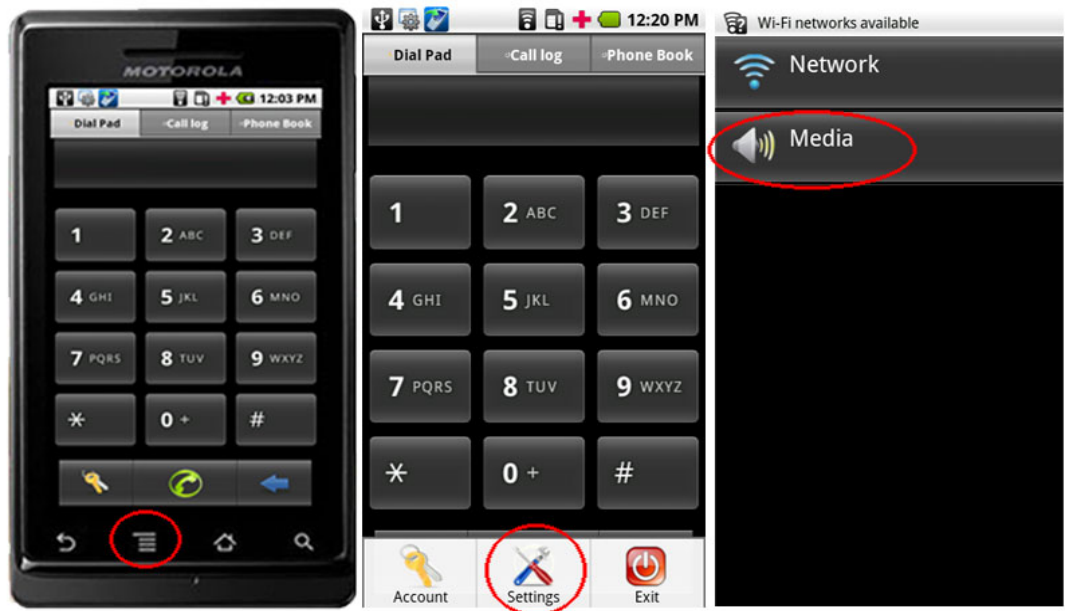 MOTOROLA
12:03 PM
Dial Pad Call log Phone Book
1 2 ABC 3 DEF
4 GHI 5 JKL 6 MNO
7 PQRS 8 TUV 9 WXYZ
* 0 + #
12:20 PM
Dial Pad Call log Phone Book
1 2 ABC 3 DEF
4 GHI 5 JKL 6 MNO
7 PQRS 8 TUV 9 WXYZ
* 0 + #
Account Settings Exit
Wi-Fi networks available
Network
Media